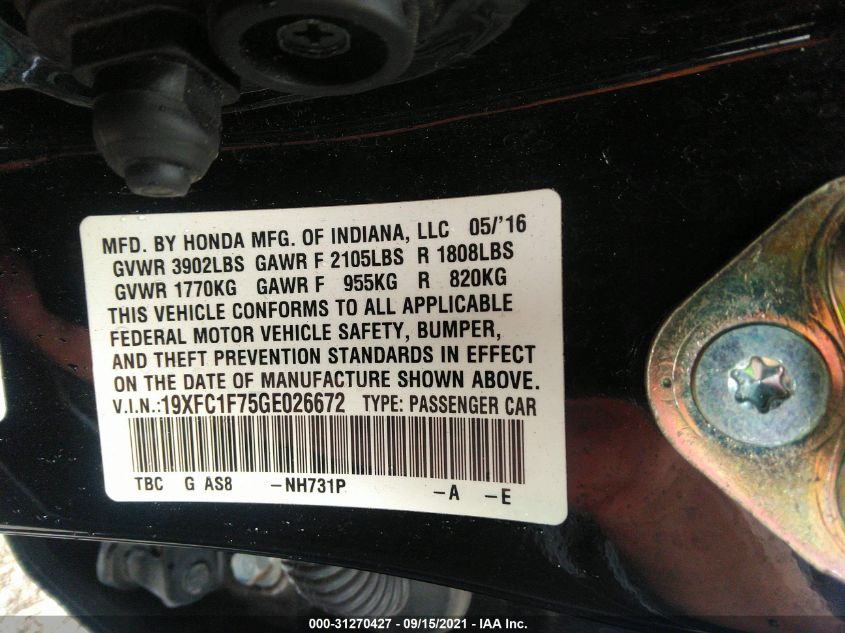 MFD. BY HONDA MFG. OF INDIANA, LLC 05/'16
GVWR 3902LBS GAWR F 2105LBS R 1808LBS
GVWR 1770KG GAWR F 955KG R 820KG
THIS VEHICLE CONFORMS TO ALL APPLICABLE
FEDERAL MOTOR VEHICLE SAFETY, BUMPER,
AND THEFT PREVENTION STANDARDS IN EFFECT
ON THE DATE OF MANUFACTURE SHOWN ABOVE.
V.I.N.:19XFC1F75GE026672 TYPE: PASSENGER CAR
TBC G AS8 -NH731P -A -E
000-31270427 - 09/15/2021 - IAA Inc.